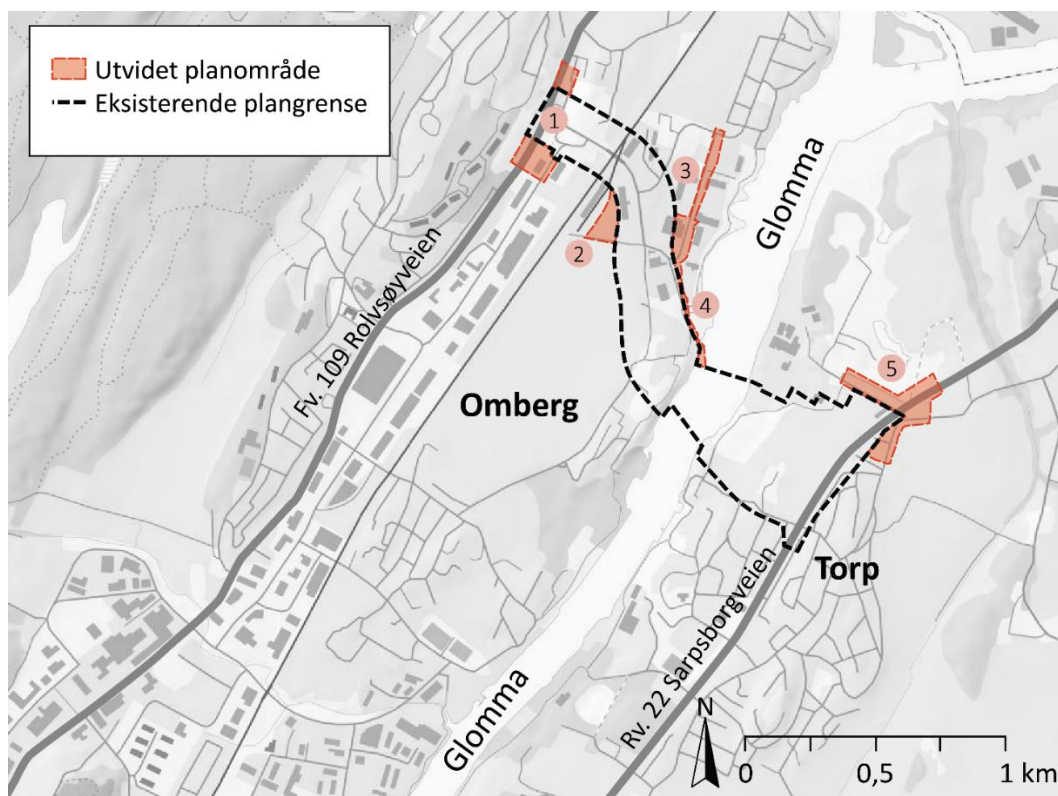 Utvidet planområde
Eksisterende plangrense
1
2
3
4
5
Glomma
Fv. 109 Rolvsøyveien
Omberg
Torp
Rv. 22 Sarpsborgveien
Glomma
N
0
0,5
1 km